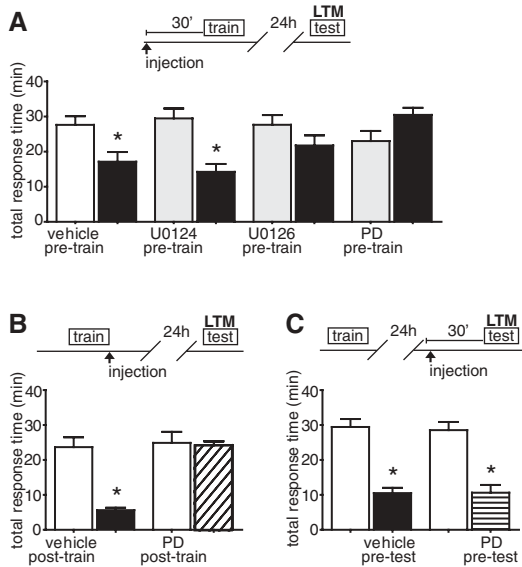 A
30' train 24h LTM test
injection
total response time (min)
40
30
20
10
0
* *
vehicle pre-train
U0124 pre-train
U0126 pre-train
PD pre-train
B
train 24h LTM test
injection
total response time (min)
40
30
20
10
0
*
vehicle post-train
PD post-train
C
train 24h 30' LTM test
injection
total response time (min)
40
30
20
10
0
* *
vehicle pre-test
PD pre-test